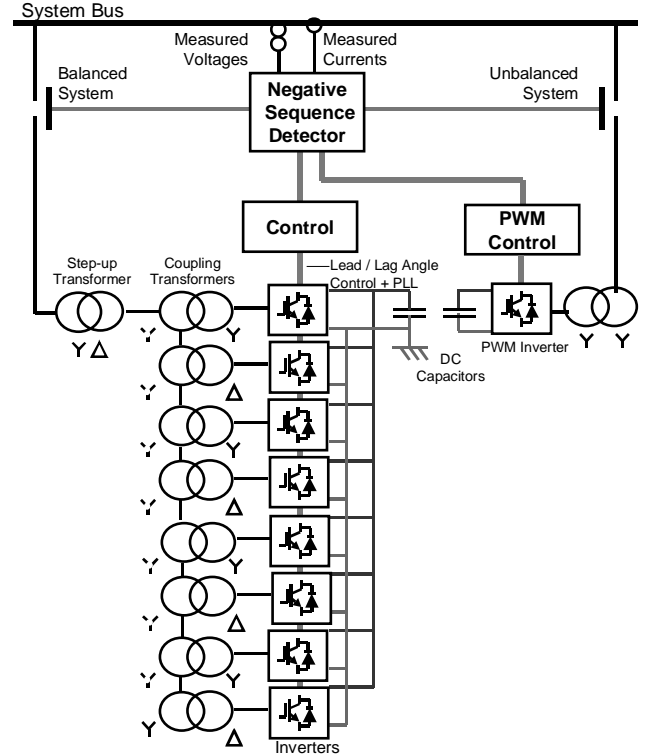 System Bus
Measured
Voltages
Measured
Currents
Balanced
System
Unbalanced
System
Negative
Sequence
Detector
Control
PWM
Control
Step-up
Transformer
Coupling
Transformers
Lead / Lag Angle
Control + PLL
DC
Capacitors
PWM Inverter
Inverters